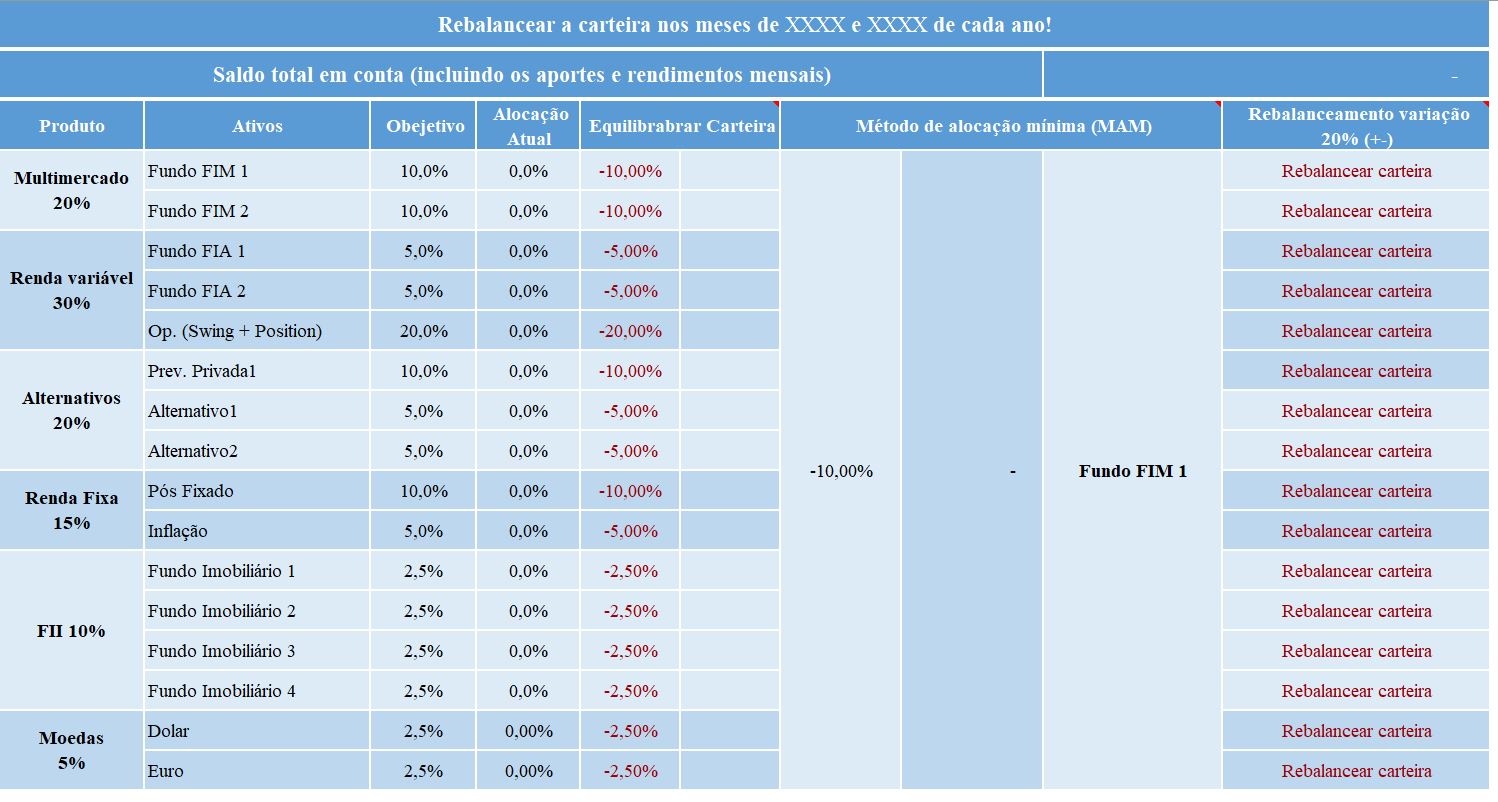 Rebalancear a carteira nos meses de XXXX e XXXX de cada ano!
Saldo total em conta (incluindo os aportes e rendimentos mensais) -
Produto Ativos Obejetivo Alocação Atual Equilibrabrar Carteira Método de alocação mínima (MAM) Rebalanceamento variação 20% (+-)
Multimercado 20%
Fundo FIM 1 10,0% 0,0% -10,00% Rebalancear carteira
Fundo FIM 2 10,0% 0,0% -10,00% Rebalancear carteira
Renda variável 30%
Fundo FIA 1 5,0% 0,0% -5,00% Rebalancear carteira
Fundo FIA 2 5,0% 0,0% -5,00% Rebalancear carteira
Op. (Swing + Position) 20,0% 0,0% -20,00% Rebalancear carteira
Alternativos 20%
Prev. Privada1 10,0% 0,0% -10,00% Rebalancear carteira
Alternativo1 5,0% 0,0% -5,00% Rebalancear carteira
Alternativo2 5,0% 0,0% -5,00% Rebalancear carteira
-10,00% - Fundo FIM 1
Renda Fixa 15%
Pós Fixado 10,0% 0,0% -10,00% Rebalancear carteira
Inflação 5,0% 0,0% -5,00% Rebalancear carteira
FII 10%
Fundo Imobiliário 1 2,5% 0,0% -2,50% Rebalancear carteira
Fundo Imobiliário 2 2,5% 0,0% -2,50% Rebalancear carteira
Fundo Imobiliário 3 2,5% 0,0% -2,50% Rebalancear carteira
Fundo Imobiliário 4 2,5% 0,0% -2,50% Rebalancear carteira
Moedas 5%
Dolar 2,5% 0,00% -2,50% Rebalancear carteira
Euro 2,5% 0,00% -2,50% Rebalancear carteira